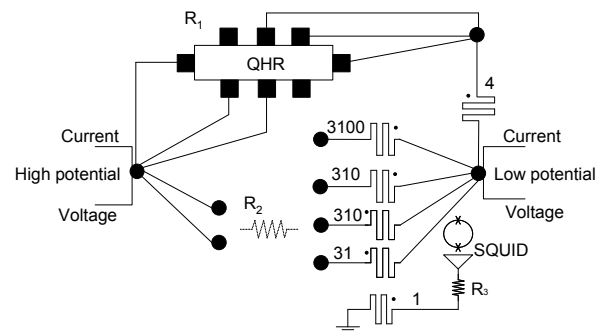 R1
QHR
4
Current
High potential
Voltage
3100
310
310
31
R2
Current
Low potential
Voltage
SQUID
R3
1